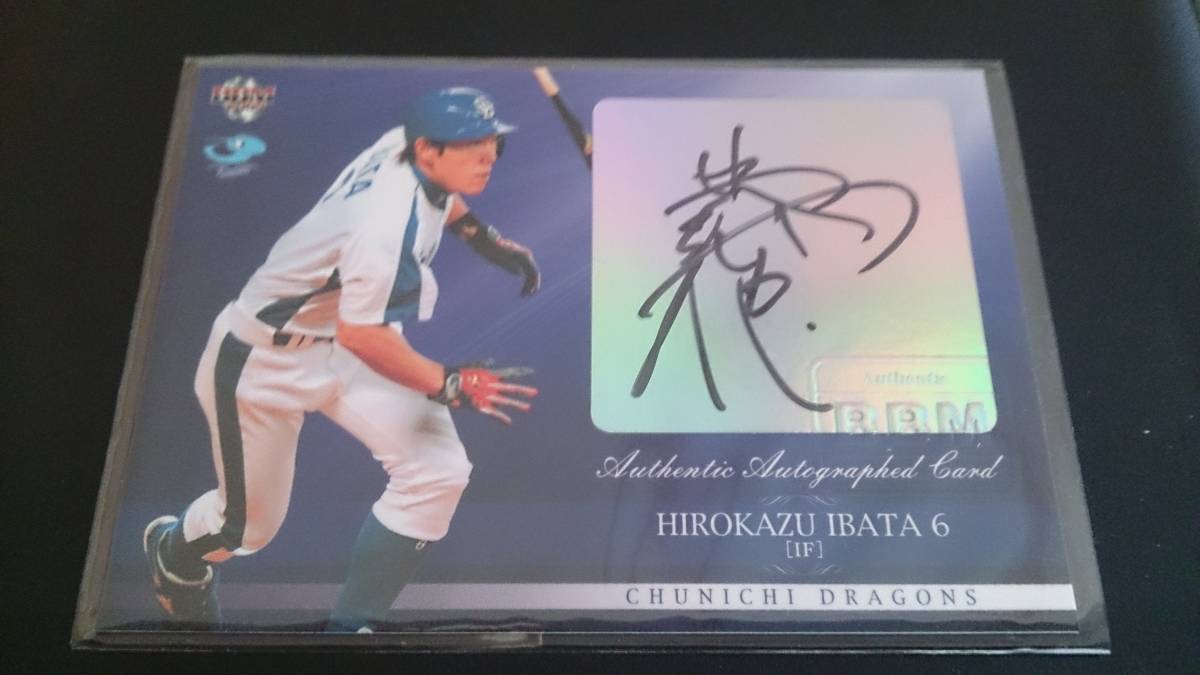 Authentic
BBM
Authentic Autographed Card
HIROKAZU IBATA 6
[IF]
CHUNICHI DRAGONS